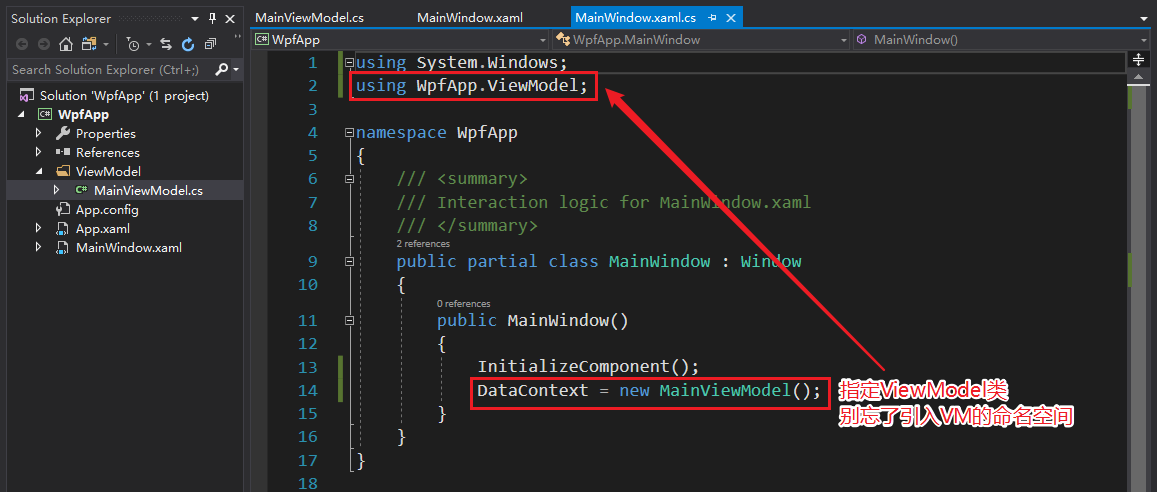 Solution Explorer
Search Solution Explorer (Ctrl+;)
Solution 'WpfApp' (1 project)
C# WpfApp
Properties
References
ViewModel
C# MainViewModel.cs
App.config
App.xaml
MainWindow.xaml
MainViewModel.cs MainWindow.xaml MainWindow.xaml.cs
C# WpfApp WpfApp.MainWindow MainWindow()
1 using System.Windows;
2 using WpfApp.ViewModel;
3
4 namespace WpfApp
5 {
6 /// <summary>
7 /// Interaction logic for MainWindow.xaml
8 /// </summary>
2 references
9 public partial class MainWindow : Window
10 {
0 references
11 public MainWindow()
12 {
13 InitializeComponent();
14 DataContext = new MainViewModel();
15 }
16 }
17 }
18
指定ViewModel类
别忘了引入VM的命名空间